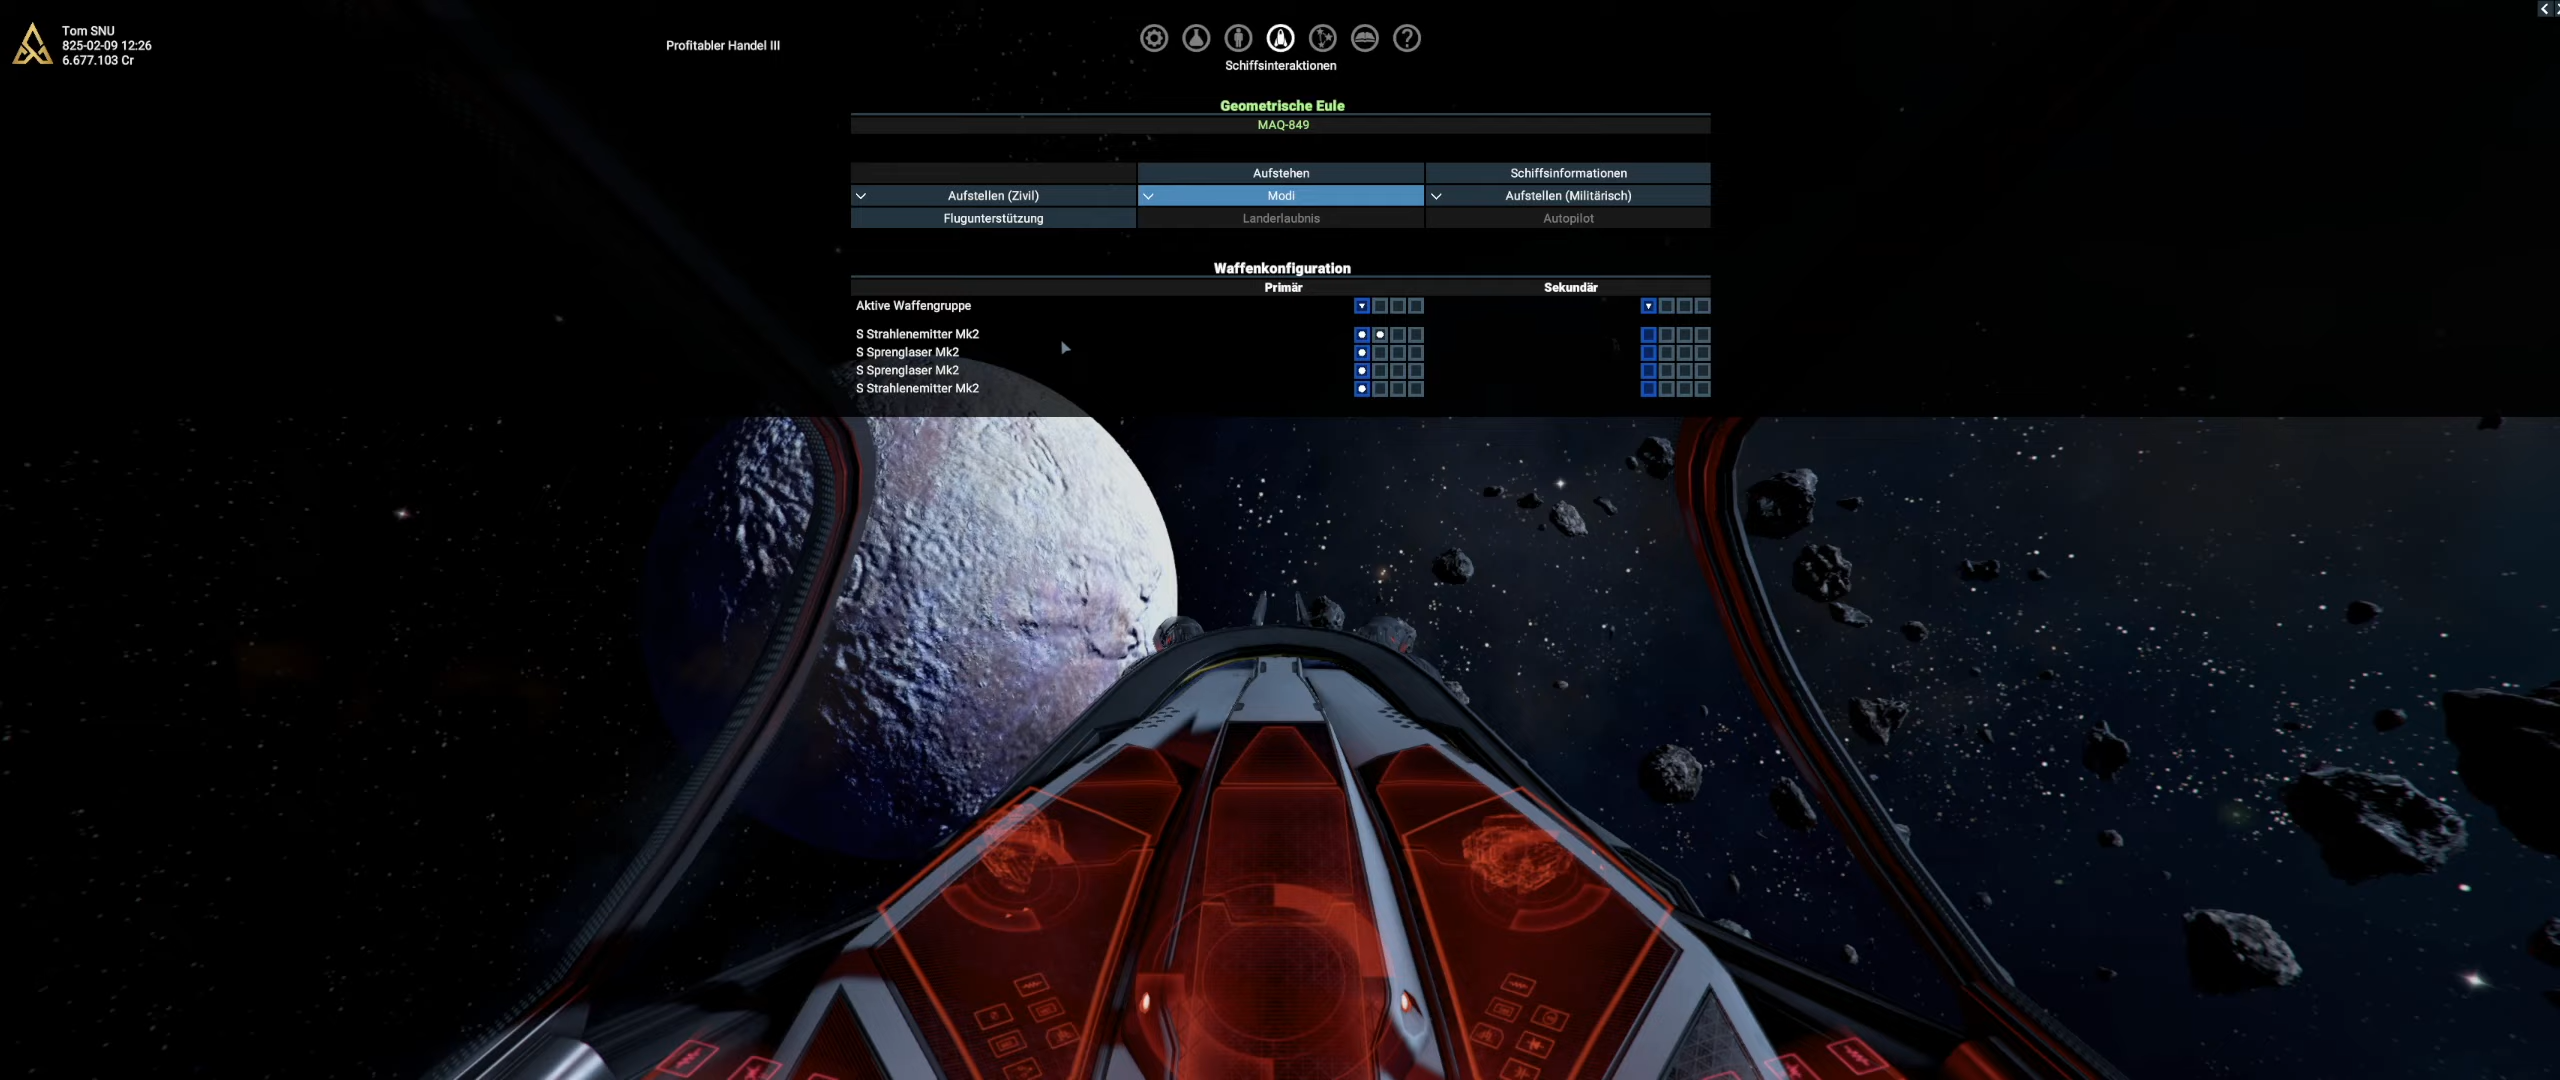 Tom SNU
825-02-09 12:26
6.677.103 Cr
Profitabler Handel III
Schiffsinteraktionen
Geometrische Eule
MAQ-849
Aufstehen Schiffsinformationen
Aufstellen (Zivil) Modi Aufstellen (Militärisch)
Flugunterstützung Landerlaubnis Autopilot
Waffenkonfiguration
Primär Sekundär
Aktive Waffengruppe
S Strahlenemitter Mk2
S Sprenglaser Mk2
S Sprenglaser Mk2
S Strahlenemitter Mk2